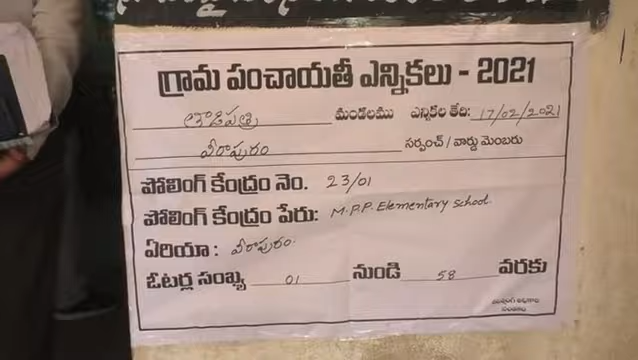 గ్రామ పంచాయతీ ఎన్నికలు - 2021
తాడిపత్రి మండలము ఎన్నికల తేది: 17/02/2021
వీరాపురం సర్పంచ్ / వార్డు మెంబరు
పోలింగ్ కేంద్రం నెం. 23/01
పోలింగ్ కేంద్రం పేరు: M.P.P. Elementary School.
ఏరియా : వీరాపురం.
ఓటర్ల సంఖ్య 01 నుండి 58 వరకు